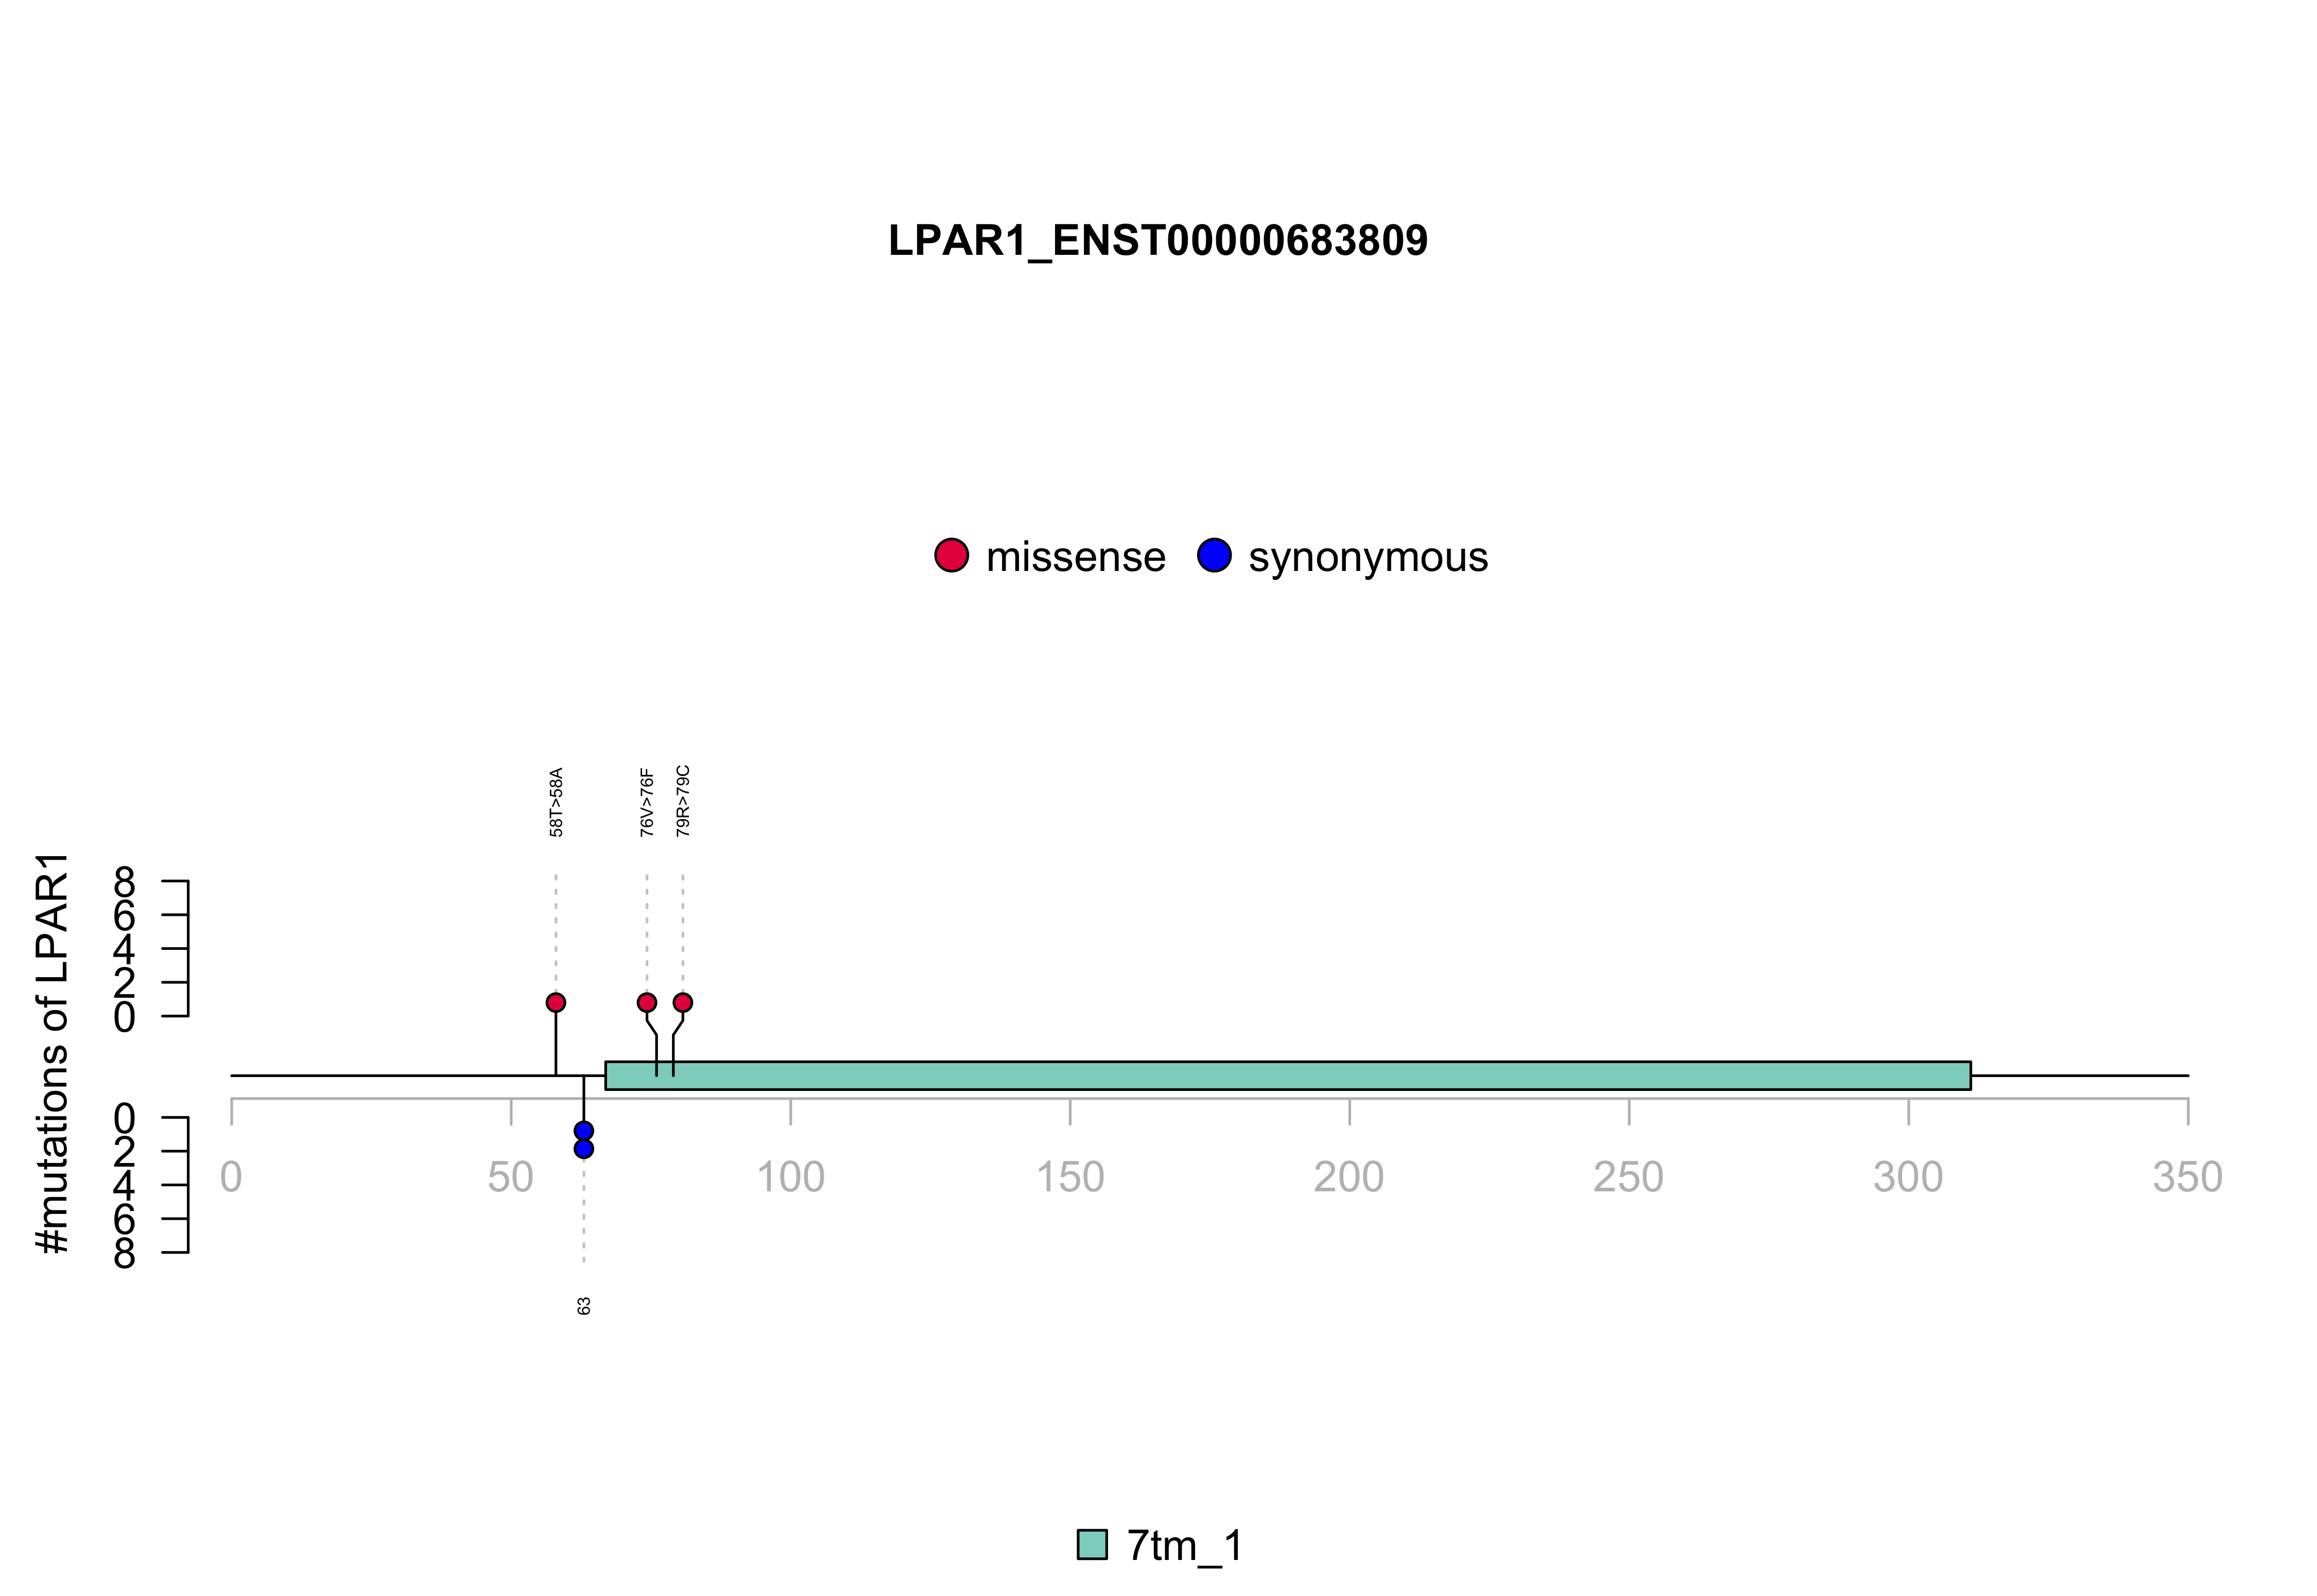 LPAR1_ENST00000683809
missense synonymous
58T>58A
76V>76F
79R>79C
#mutations of LPAR1
8
6
4
2
0
0
2
4
6
8
0 50 100 150 200 250 300 350
63
7tm_1